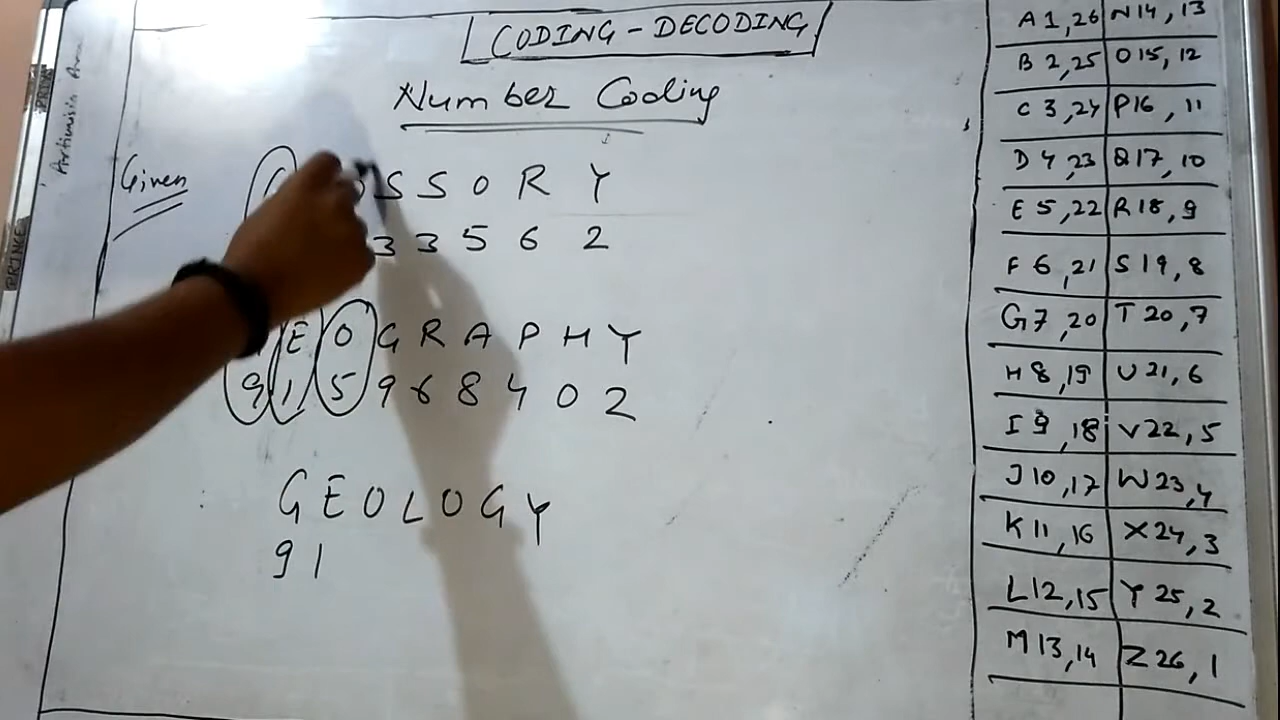 CODING - DECODING
Number Coding
Given
S S O R Y
3 3 5 6 2
E O G R A P H Y
9 1 5 9 6 8 4 0 2
G E O L O G Y
9 1
A 1,26 N 14,13
B 2,25 O 15,12
C 3,24 P 16,11
D 4,23 Q 17,10
E 5,22 R 18,9
F 6,21 S 19,8
G 7,20 T 20,7
H 8,19 U 21,6
I 9,18 V 22,5
J 10,17 W 23,4
K 11,16 X 24,3
L 12,15 Y 25,2
M 13,14 Z 26,1